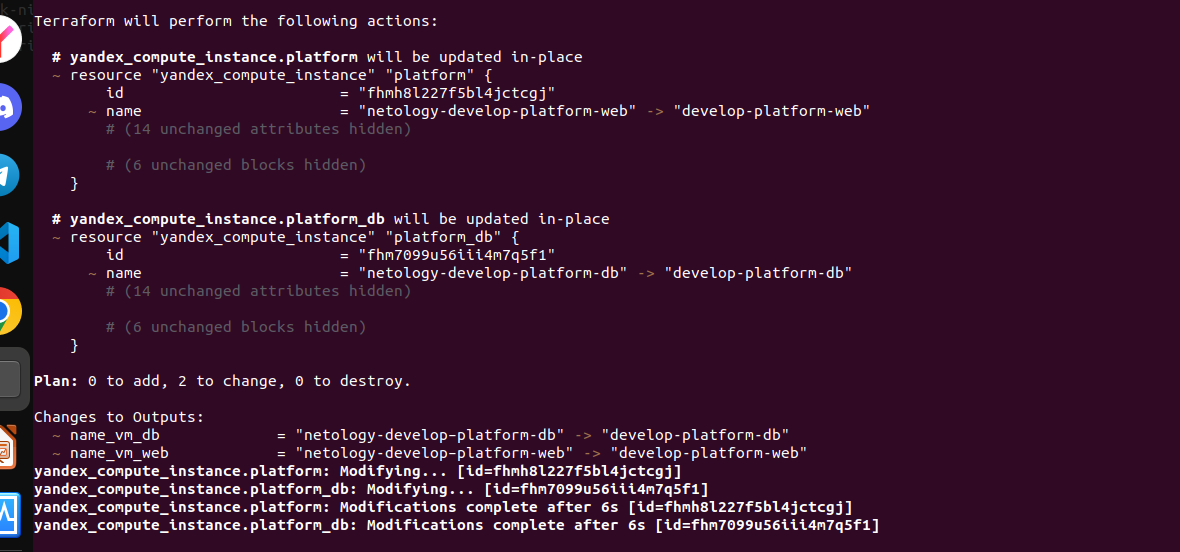 Terraform will perform the following actions:
# yandex_compute_instance.platform will be updated in-place
~ resource "yandex_compute_instance" "platform" {
id = "fhmh8l227f5bl4jctcgj"
~ name = "netology-develop-platform-web" -> "develop-platform-web"
# (14 unchanged attributes hidden)
# (6 unchanged blocks hidden)
}
# yandex_compute_instance.platform_db will be updated in-place
~ resource "yandex_compute_instance" "platform_db" {
id = "fhm7099u56iii4m7q5f1"
~ name = "netology-develop-platform-db" -> "develop-platform-db"
# (14 unchanged attributes hidden)
# (6 unchanged blocks hidden)
}
Plan: 0 to add, 2 to change, 0 to destroy.
Changes to Outputs:
~ name_vm_db = "netology-develop-platform-db" -> "develop-platform-db"
~ name_vm_web = "netology-develop-platform-web" -> "develop-platform-web"
yandex_compute_instance.platform: Modifying... [id=fhmh8l227f5bl4jctcgj]
yandex_compute_instance.platform_db: Modifying... [id=fhm7099u56iii4m7q5f1]
yandex_compute_instance.platform: Modifications complete after 6s [id=fhmh8l227f5bl4jctcgj]
yandex_compute_instance.platform_db: Modifications complete after 6s [id=fhm7099u56iii4m7q5f1]